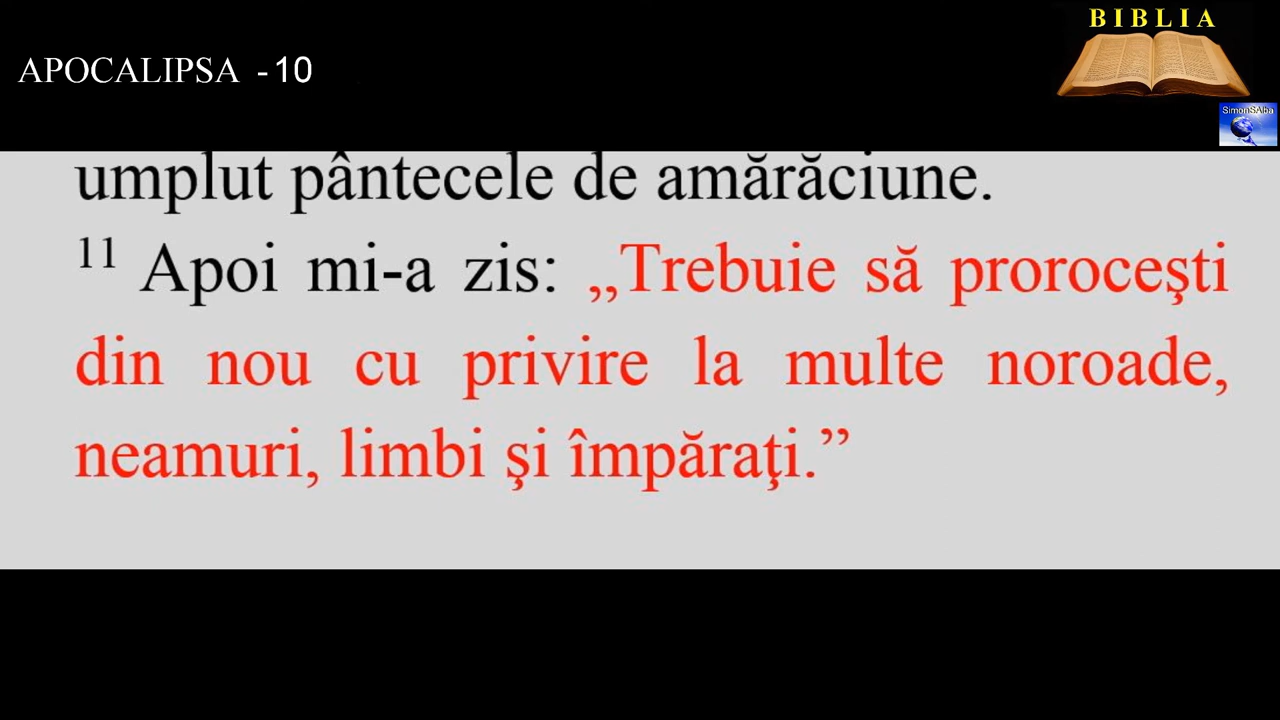 BIBLIA
APOCALIPSA - 10
SimonSAlba
umplut pântecele de amărăciune.
11 Apoi mi-a zis: „Trebuie să proroceşti
din nou cu privire la multe noroade,
neamuri, limbi şi împăraţi.”